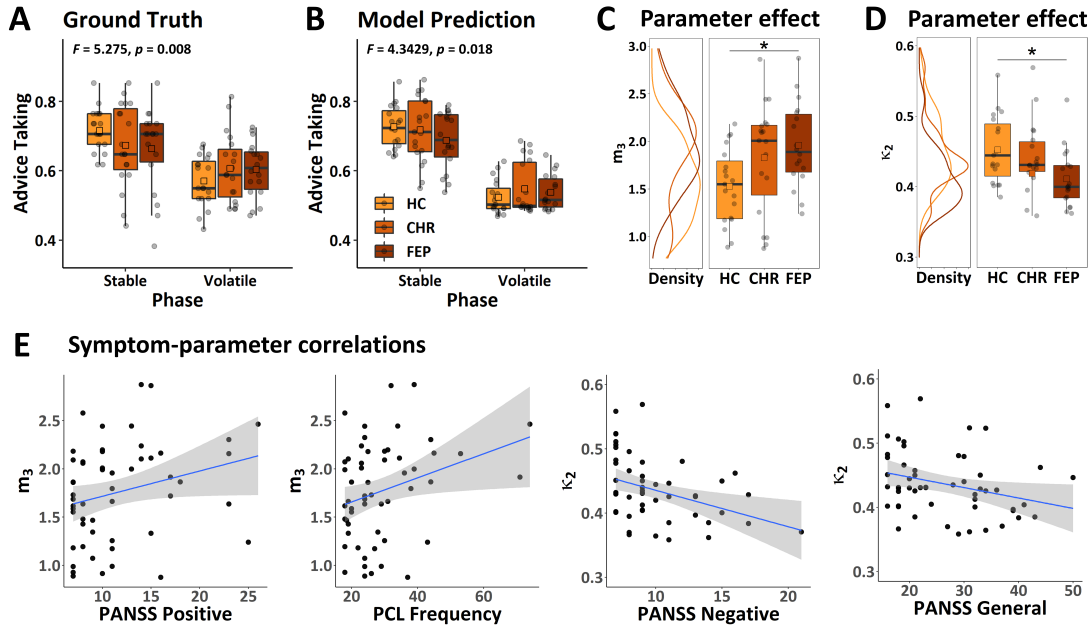 A Ground Truth
F = 5.275, p = 0.008
Advice Taking
0.8
0.6
0.4
Stable Volatile
Phase
B Model Prediction
F = 4.3429, p = 0.018
Advice Taking
0.8
0.6
0.4
HC
CHR
FEP
Stable Volatile
Phase
C Parameter effect
*
m3
3.0
2.5
2.0
1.5
1.0
Density HC CHR FEP
D Parameter effect
*
κ2
0.6
0.5
0.4
0.3
Density HC CHR FEP
E Symptom-parameter correlations
m3
2.5
2.0
1.5
1.0
10 15 20 25
PANSS Positive
m3
2.5
2.0
1.5
1.0
20 40 60
PCL Frequency
κ2
0.6
0.5
0.4
0.3
10 15 20
PANSS Negative
κ2
0.6
0.5
0.4
0.3
20 30 40 50
PANSS General